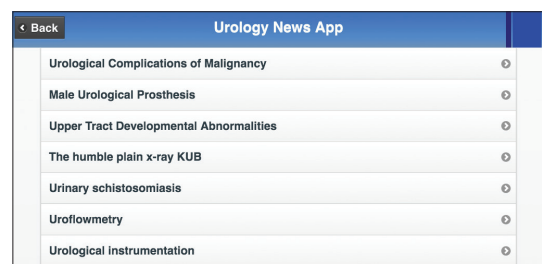 Back
Urology News App
Urological Complications of Malignancy
Male Urological Prosthesis
Upper Tract Developmental Abnormalities
The humble plain x-ray KUB
Urinary schistosomiasis
Uroflowmetry
Urological instrumentation